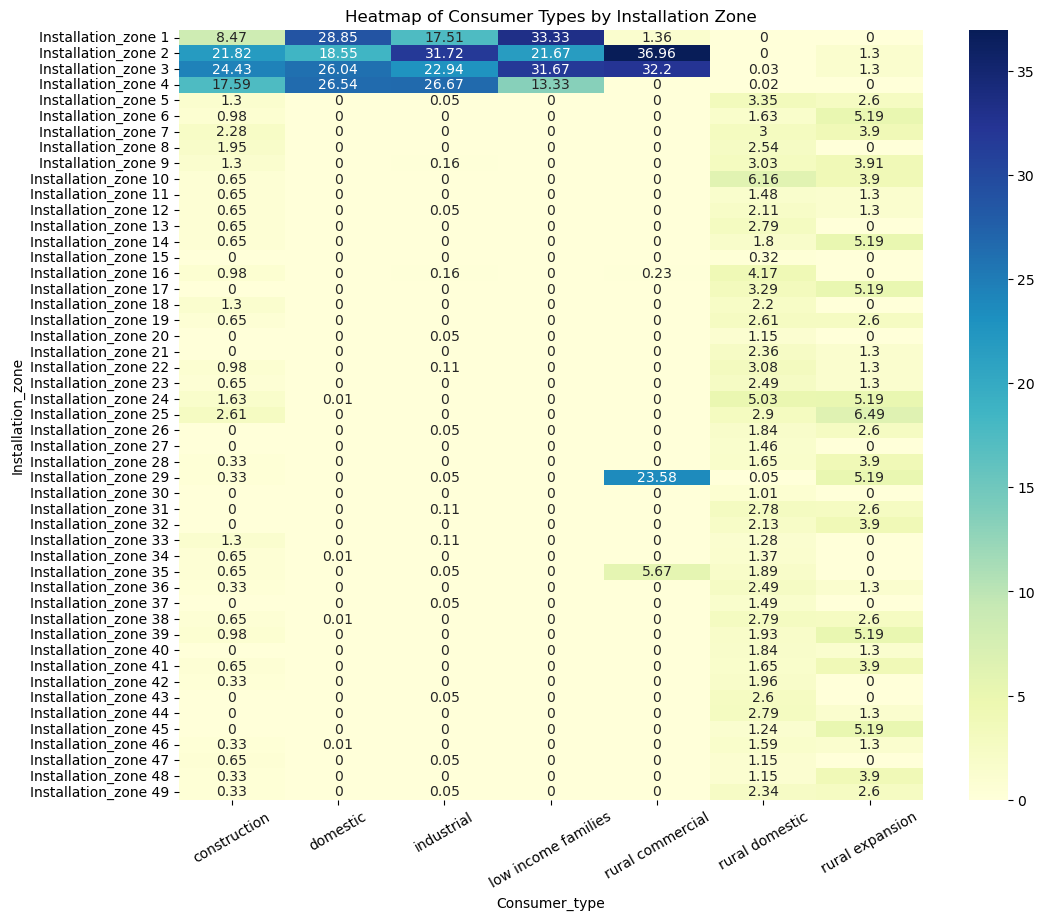 Heatmap of Consumer Types by Installation Zone
Installation_zone 1 8.47 28.85 17.51 33.33 1.36 0 0
Installation_zone 2 21.82 18.55 31.72 21.67 36.96 0 1.3
Installation_zone 3 24.43 26.04 22.94 31.67 32.2 0.03 1.3
Installation_zone 4 17.59 26.54 26.67 13.33 0 0.02 0
Installation_zone 5 1.3 0 0.05 0 0 3.35 2.6
Installation_zone 6 0.98 0 0 0 0 1.63 5.19
Installation_zone 7 2.28 0 0 0 0 3 3.9
Installation_zone 8 1.95 0 0 0 0 2.54 0
Installation_zone 9 1.3 0 0.16 0 0 3.03 3.91
Installation_zone 10 0.65 0 0 0 0 6.16 3.9
Installation_zone 11 0.65 0 0 0 0 1.48 1.3
Installation_zone 12 0.65 0 0.05 0 0 2.11 1.3
Installation_zone 13 0.65 0 0 0 0 2.79 0
Installation_zone 14 0.65 0 0 0 0 1.8 5.19
Installation_zone 15 0 0 0 0 0 0.32 0
Installation_zone 16 0.98 0 0.16 0 0.23 4.17 0
Installation_zone 17 0 0 0 0 0 3.29 5.19
Installation_zone 18 1.3 0 0 0 0 2.2 0
Installation_zone 19 0.65 0 0 0 0 2.61 2.6
Installation_zone 20 0 0 0.05 0 0 1.15 0
Installation_zone 21 0 0 0 0 0 2.36 1.3
Installation_zone 22 0.98 0 0.11 0 0 3.08 1.3
Installation_zone 23 0.65 0 0 0 0 2.49 1.3
Installation_zone 24 1.63 0.01 0 0 0 5.03 5.19
Installation_zone 25 2.61 0 0 0 0 2.9 6.49
Installation_zone 26 0 0 0.05 0 0 1.84 2.6
Installation_zone 27 0 0 0 0 0 1.46 0
Installation_zone 28 0.33 0 0 0 0 1.65 3.9
Installation_zone 29 0.33 0 0.05 0 23.58 0.05 5.19
Installation_zone 30 0 0 0 0 0 1.01 0
Installation_zone 31 0 0 0.11 0 0 2.78 2.6
Installation_zone 32 0 0 0 0 0 2.13 3.9
Installation_zone 33 1.3 0 0.11 0 0 1.28 0
Installation_zone 34 0.65 0.01 0 0 0 1.37 0
Installation_zone 35 0.65 0 0.05 0 5.67 1.89 0
Installation_zone 36 0.33 0 0 0 0 2.49 1.3
Installation_zone 37 0 0 0.05 0 0 1.49 0
Installation_zone 38 0.65 0.01 0 0 0 2.79 2.6
Installation_zone 39 0.98 0 0 0 0 1.93 5.19
Installation_zone 40 0 0 0 0 0 1.84 1.3
Installation_zone 41 0.65 0 0 0 0 1.65 3.9
Installation_zone 42 0.33 0 0 0 0 1.96 0
Installation_zone 43 0 0 0.05 0 0 2.6 0
Installation_zone 44 0 0 0 0 0 2.79 1.3
Installation_zone 45 0 0 0 0 0 1.24 5.19
Installation_zone 46 0.33 0.01 0 0 0 1.59 1.3
Installation_zone 47 0.65 0 0.05 0 0 1.15 0
Installation_zone 48 0.33 0 0 0 0 1.15 3.9
Installation_zone 49 0.33 0 0.05 0 0 2.34 2.6
Installation_zone
construction domestic industrial low income families rural commercial rural domestic rural expansion
Consumer_type
35
30
25
20
15
10
5
0